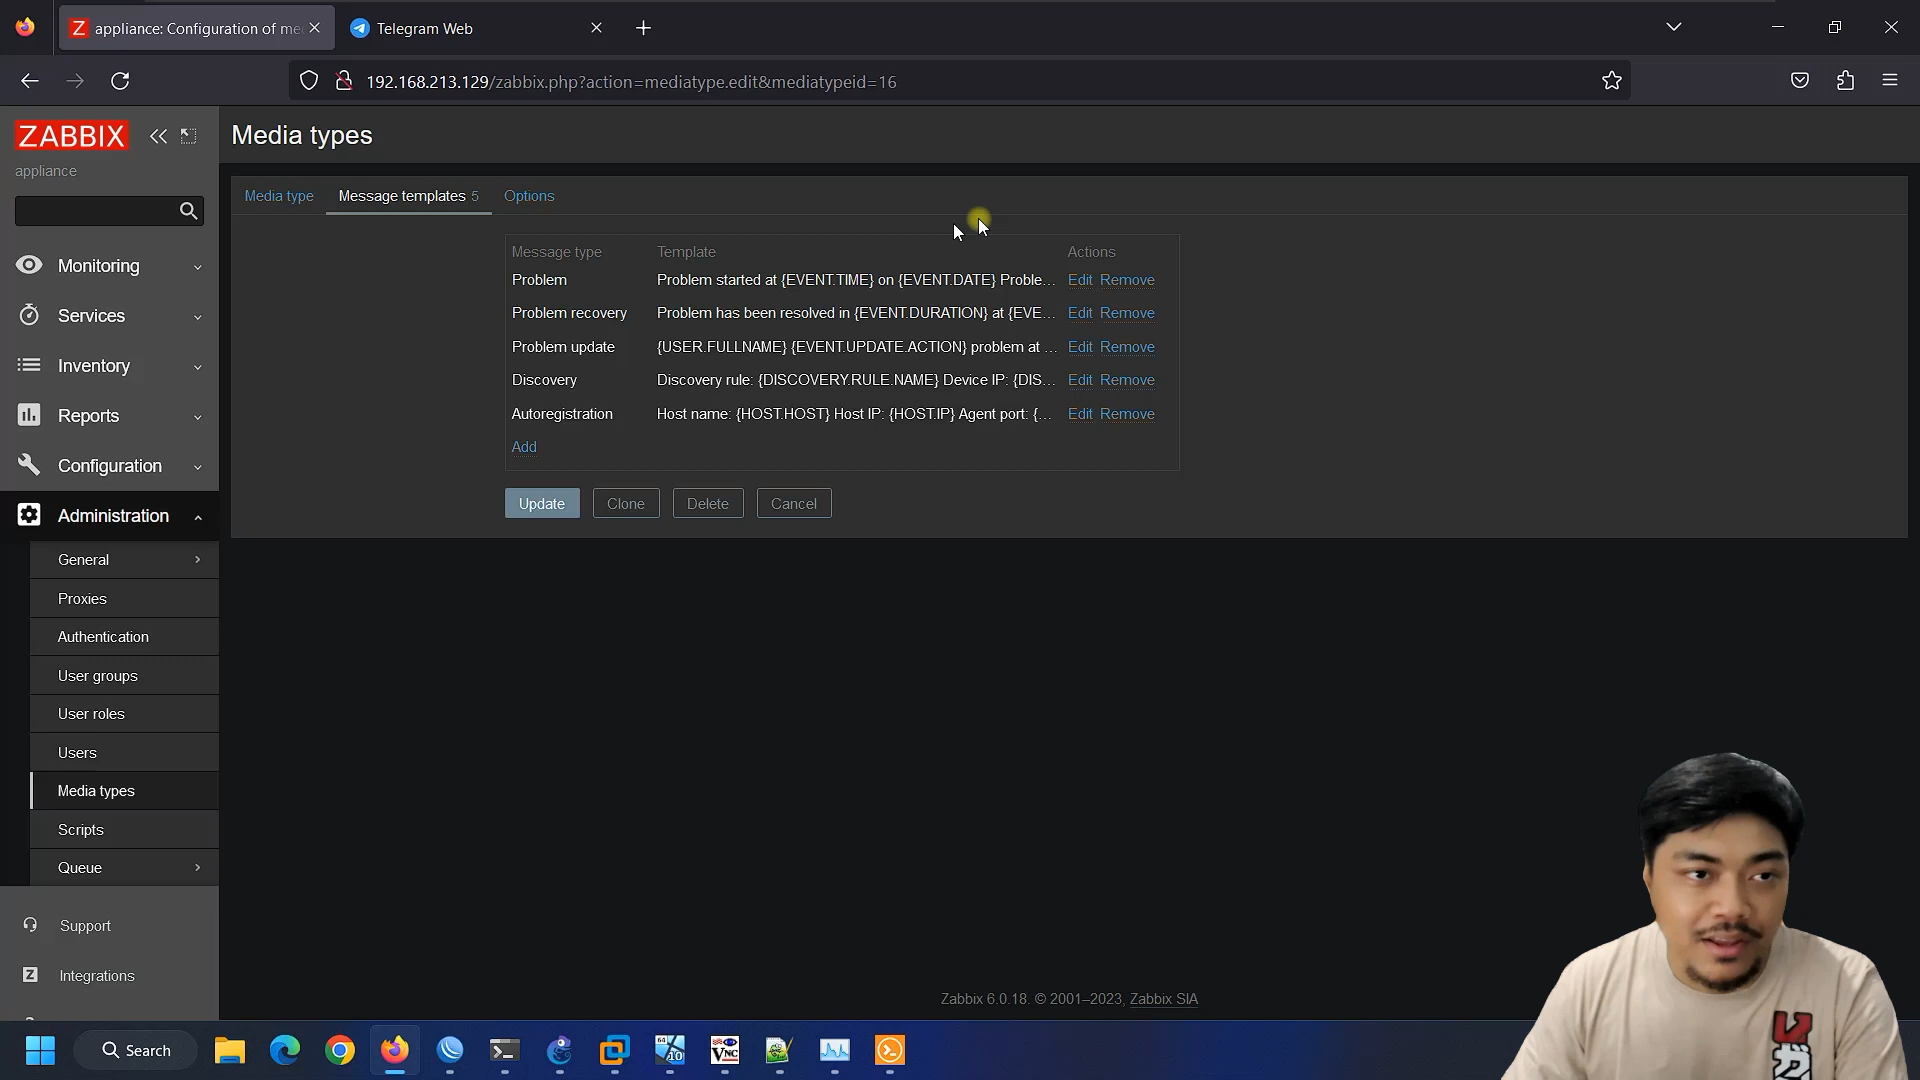 appliance: Configuration of me
Telegram Web
192.168.213.129/zabbix.php?action=mediatype.edit&mediatypeid=16
ZABBIX
appliance
Media types
Media type
Message templates 5
Options
Message type Template Actions
Problem Problem started at {EVENT.TIME} on {EVENT.DATE} Proble... Edit Remove
Problem recovery Problem has been resolved in {EVENT.DURATION} at {EVE... Edit Remove
Problem update {USER.FULLNAME} {EVENT.UPDATE.ACTION} problem at ... Edit Remove
Discovery Discovery rule: {DISCOVERY.RULE.NAME} Device IP: {DIS... Edit Remove
Autoregistration Host name: {HOST.HOST} Host IP: {HOST.IP} Agent port: {... Edit Remove
Add
Update Clone Delete Cancel
Monitoring
Services
Inventory
Reports
Configuration
Administration
General
Proxies
Authentication
User groups
User roles
Users
Media types
Scripts
Queue
Support
Integrations
Zabbix 6.0.18. © 2001–2023, Zabbix SIA
Search
64
10
VNC